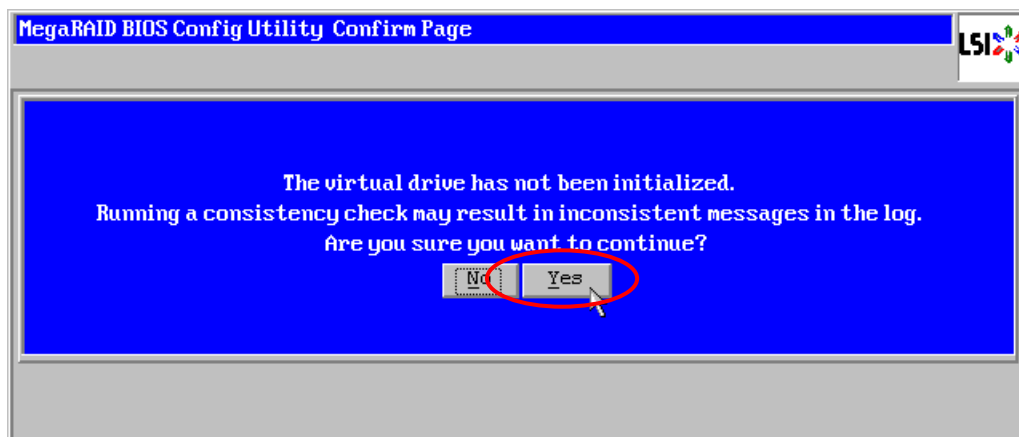 MegaRAID BIOS Config Utility Confirm Page
LSI
The virtual drive has not been initialized.
Running a consistency check may result in inconsistent messages in the log.
Are you sure you want to continue?
No Yes